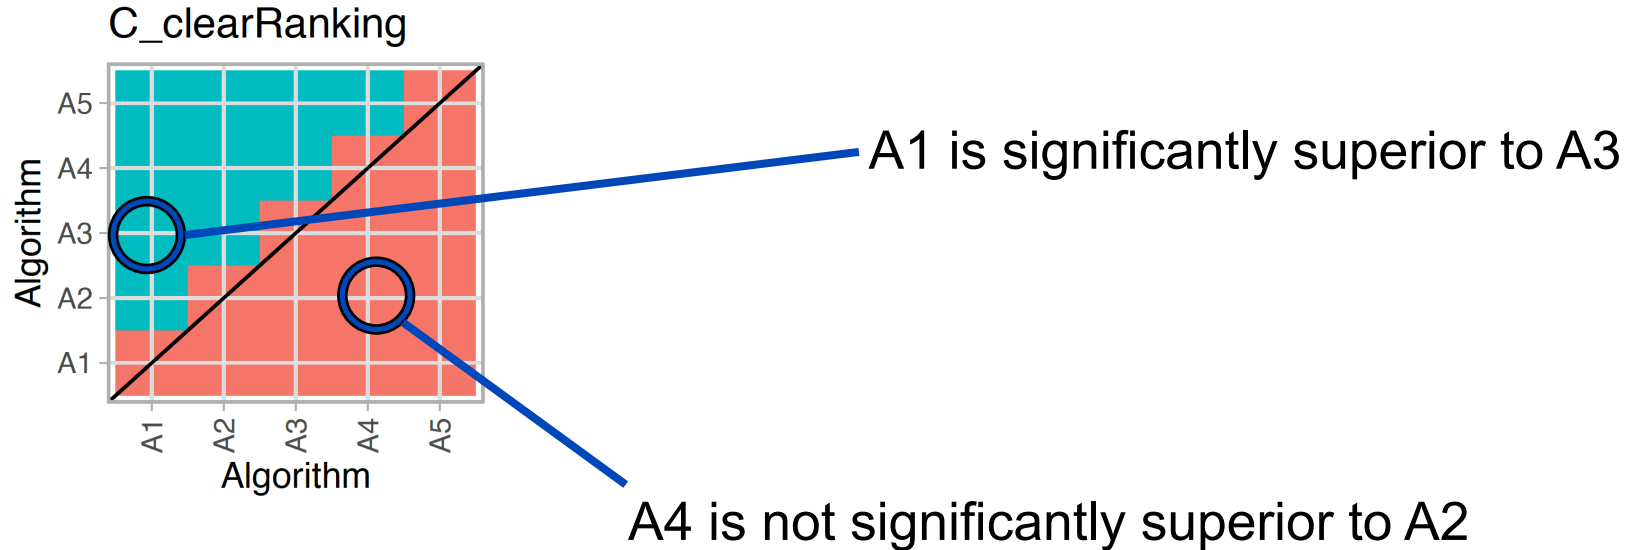 C_clearRanking
A5
A4
A3
A2
A1
Algorithm
A1 A2 A3 A4 A5
Algorithm
A1 is significantly superior to A3
A4 is not significantly superior to A2